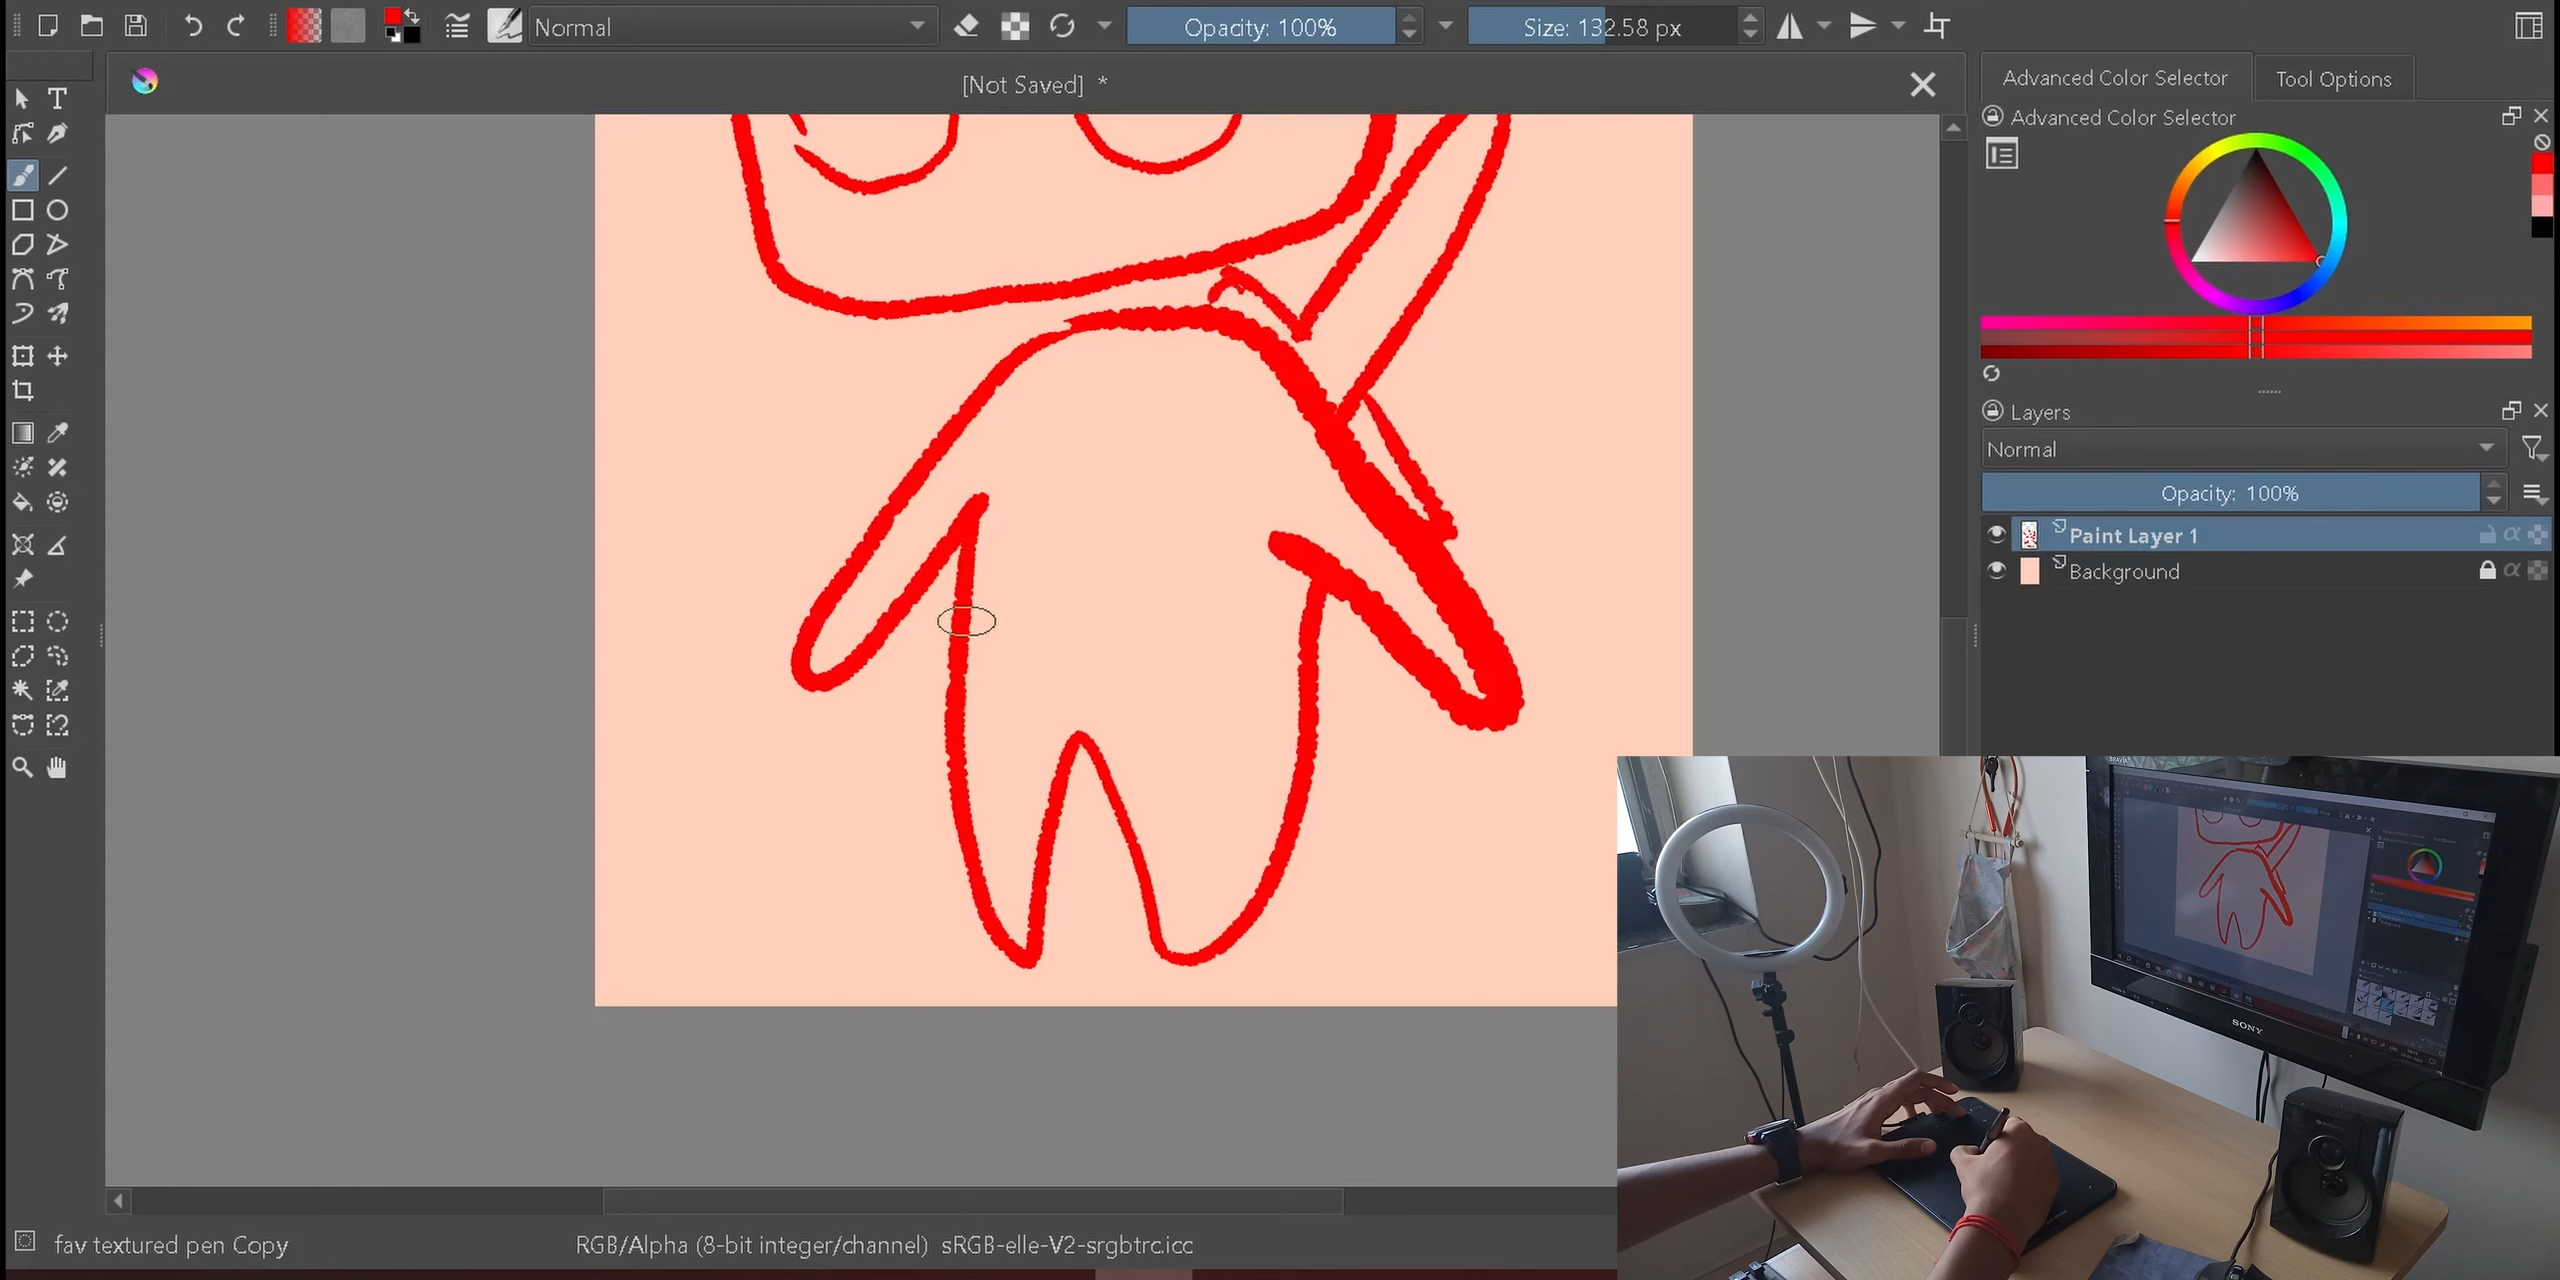 Normal
Opacity: 100%
Size: 132.58 px
[Not Saved] *
Advanced Color Selector
Tool Options
Advanced Color Selector
Layers
Normal
Opacity: 100%
Paint Layer 1
Background
BRAVIA
SONY
fav textured pen Copy
RGB/Alpha (8-bit integer/channel) sRGB-elle-V2-srgbtrc.icc